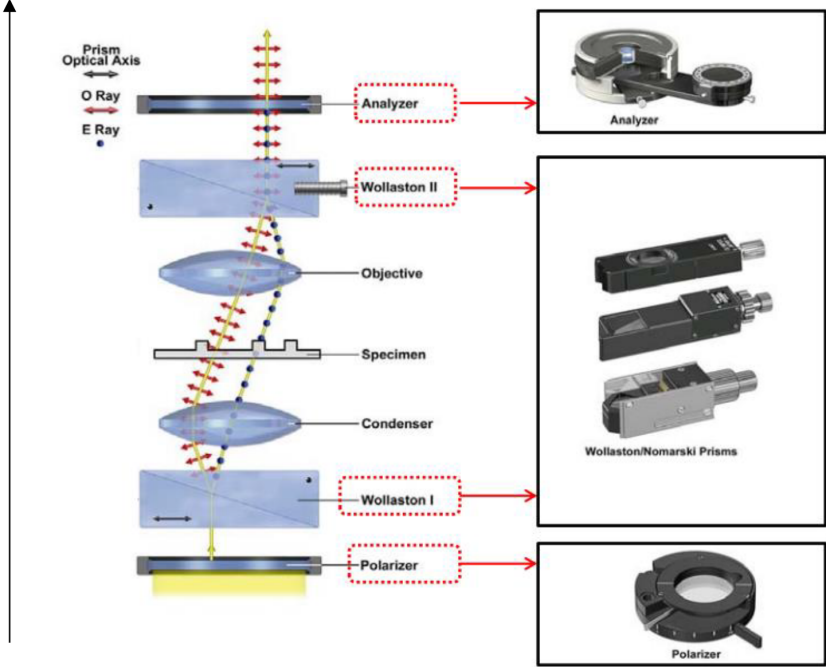 Prism
Optical Axis
O Ray
E Ray
Analyzer
Wollaston II
Objective
Specimen
Condenser
Wollaston I
Polarizer
Analyzer
Wollaston/Nomarski Prisms
Polarizer